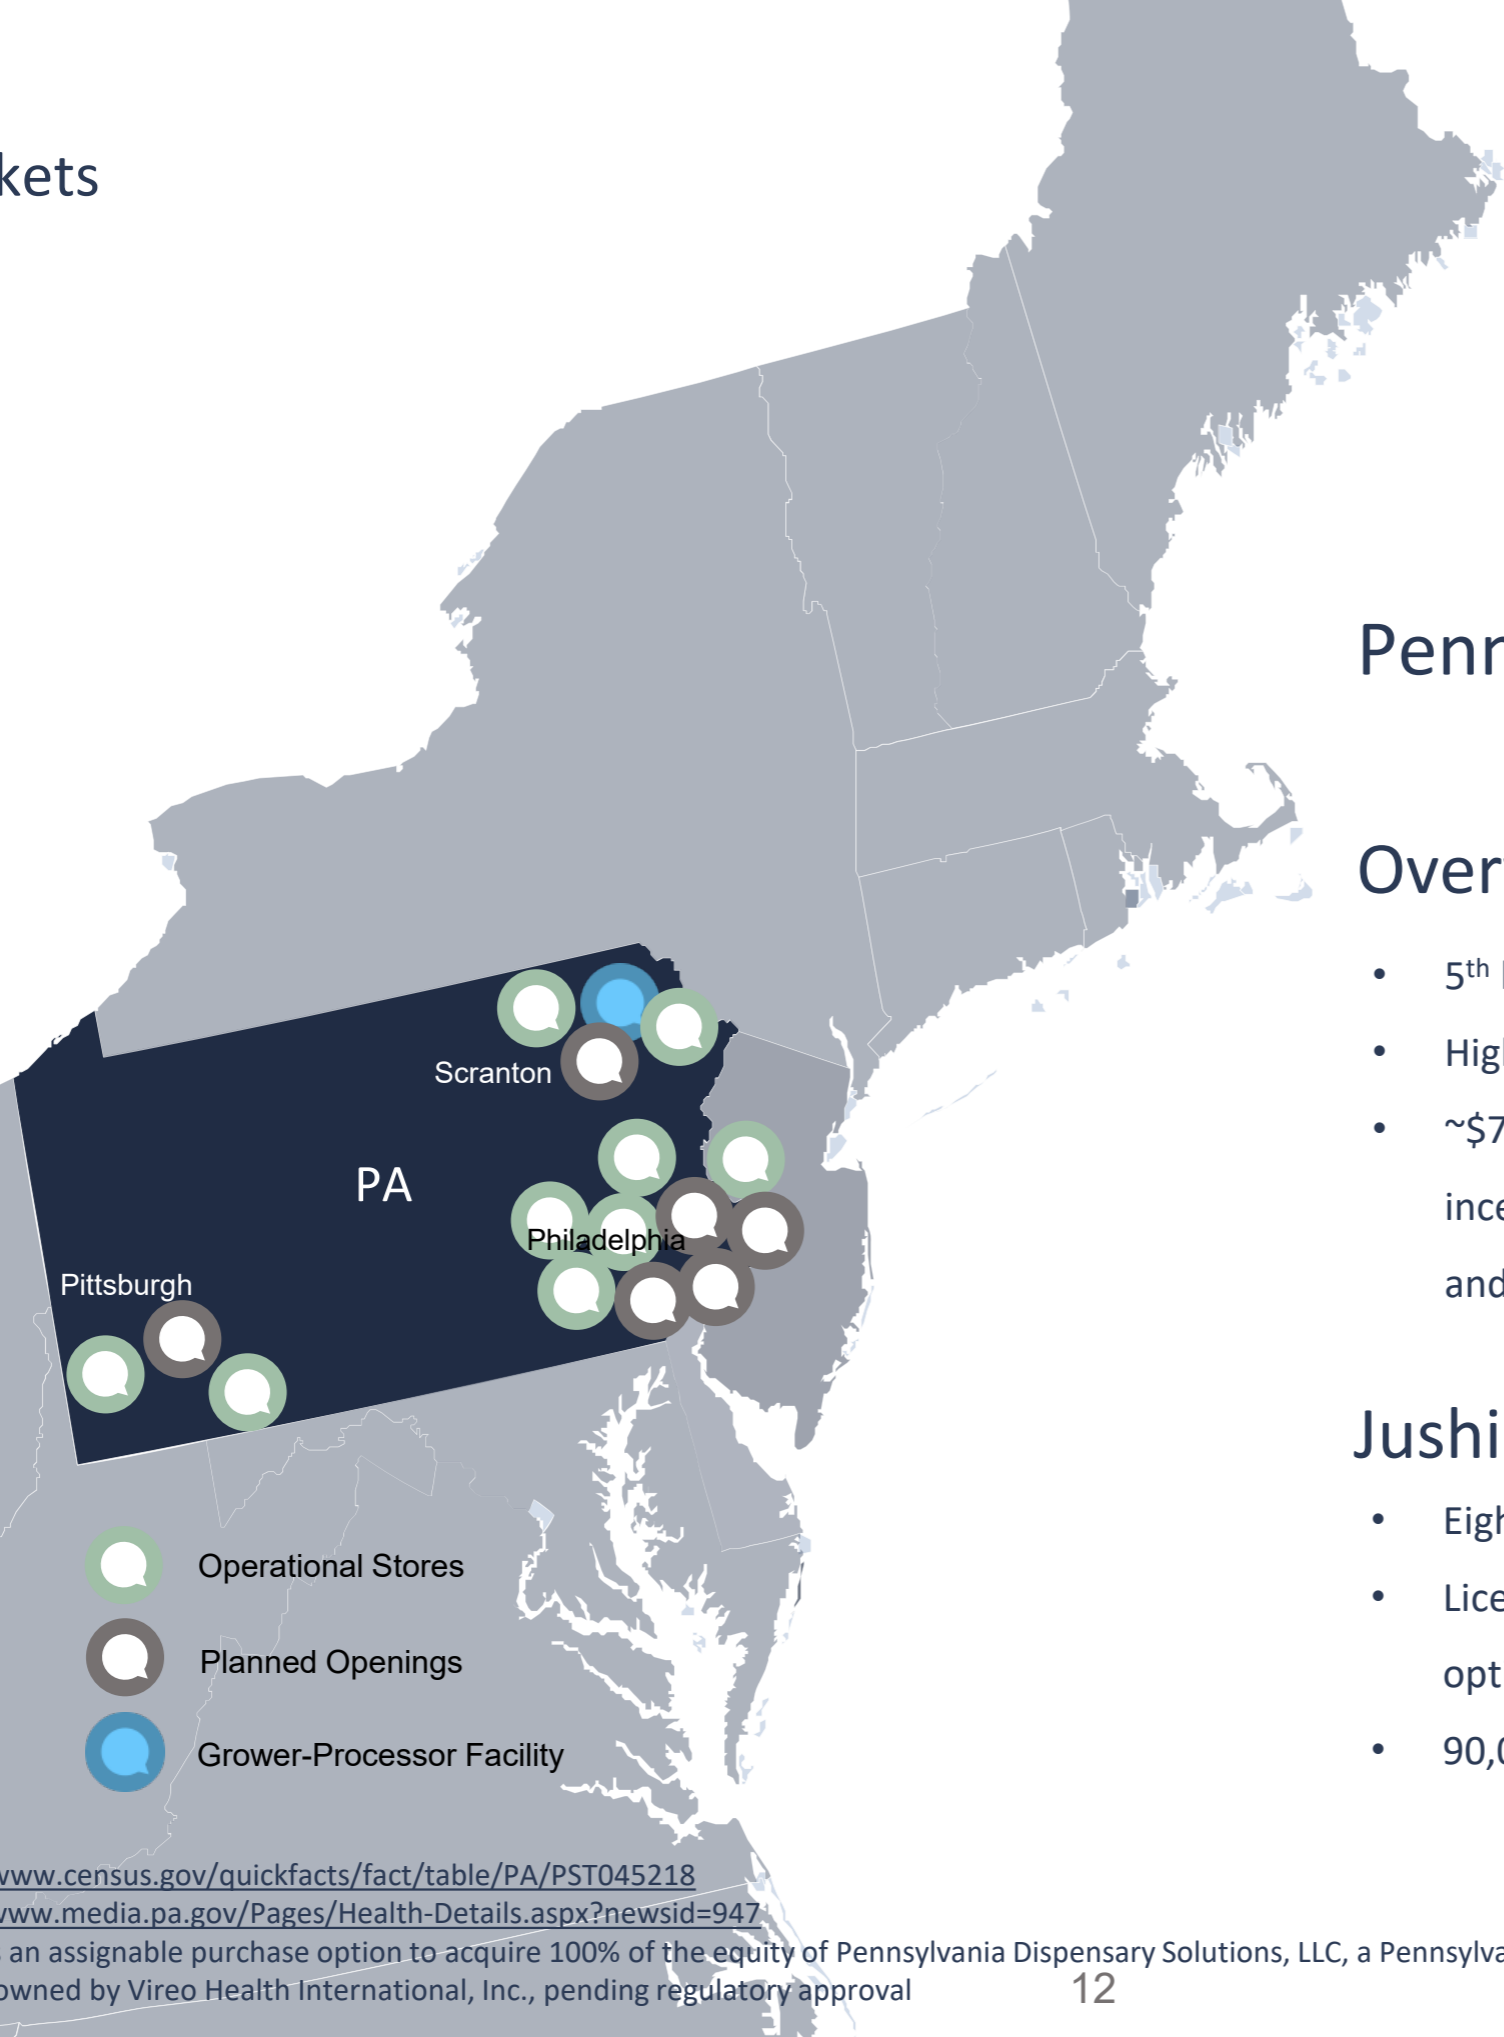 kets
Penn
Over
• 5th
• Hig
• ~$7
ince
and
Scranton
PA
Philadelphia
Pittsburgh
Jushi
• Eigh
• Lice
opt
• 90,0
Operational Stores
Planned Openings
Grower-Processor Facility
www.census.gov/quickfacts/fact/table/PA/PST045218
www.media.pa.gov/Pages/Health-Details.aspx?newsid=947
s an assignable purchase option to acquire 100% of the equity of Pennsylvania Dispensary Solutions, LLC, a Pennsylva
owned by Vireo Health International, Inc., pending regulatory approval
12